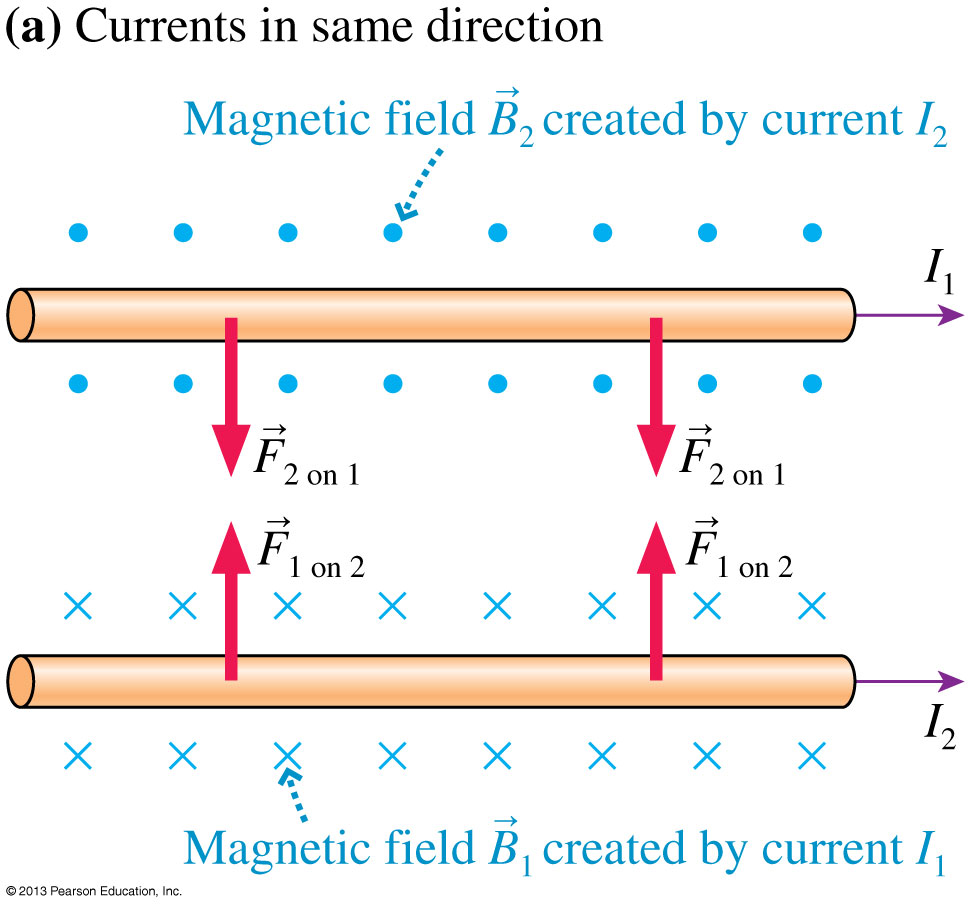 (a) Currents in same direction
Magnetic field B⃗₂ created by current I₂
I₁
F⃗₂ on 1
F⃗₂ on 1
F⃗₁ on 2
F⃗₁ on 2
I₂
Magnetic field B⃗₁ created by current I₁
© 2013 Pearson Education, Inc.